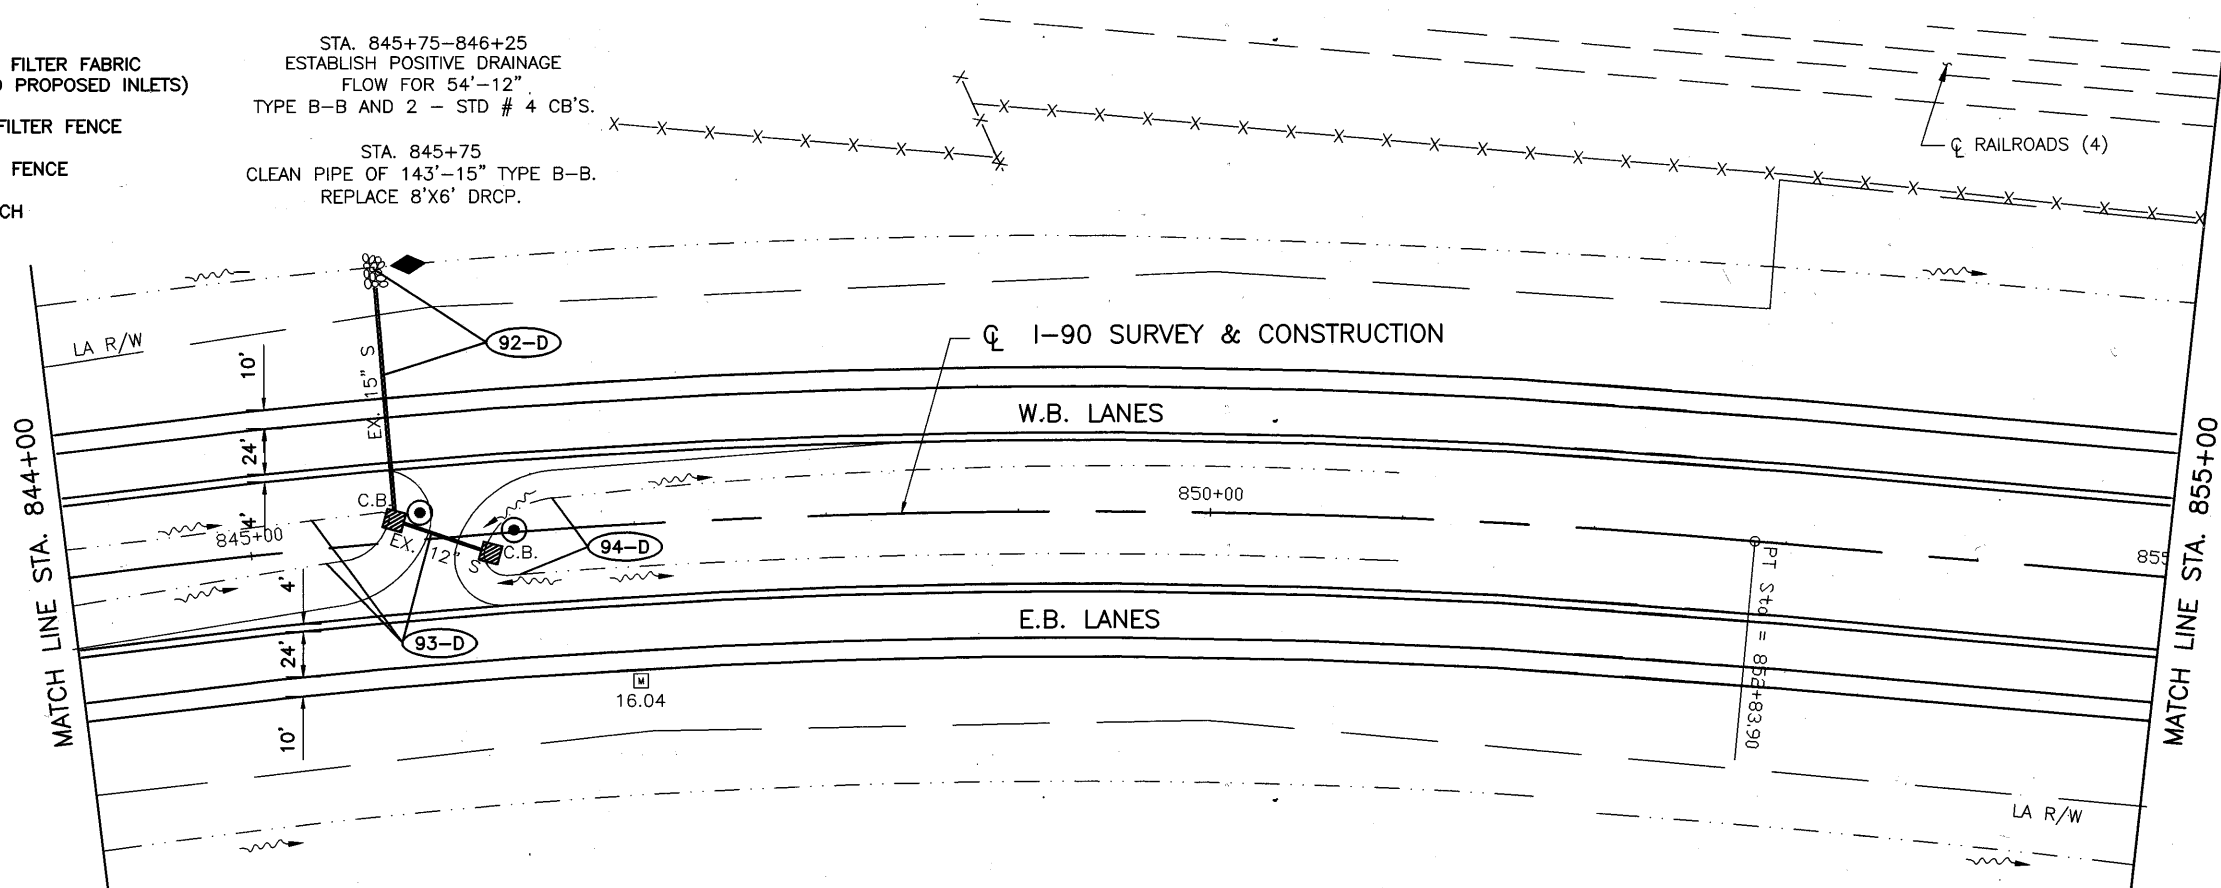 FILTER FABRIC
PROPOSED INLETS)
FILTER FENCE
FENCE
STA. 845+75-846+25
ESTABLISH POSITIVE DRAINAGE
FLOW FOR 54'-12"
TYPE B-B AND 2 - STD # 4 CB'S.
STA. 845+75
CLEAN PIPE OF 143'-15" TYPE B-B.
REPLACE 8'X6' DRCP.
℄ RAILROADS (4)
LA R/W
92-D
℄ I-90 SURVEY & CONSTRUCTION
10'
EX. 15" S
24'
4'
W.B. LANES
MATCH LINE STA. 844+00
MATCH LINE STA. 855+00
C.B.
850+00
845+00
EX. 12" S
C.B.
94-D
PT Sta = 852+83.90
855
4'
E.B. LANES
24'
93-D
M
16.04
10'
LA R/W